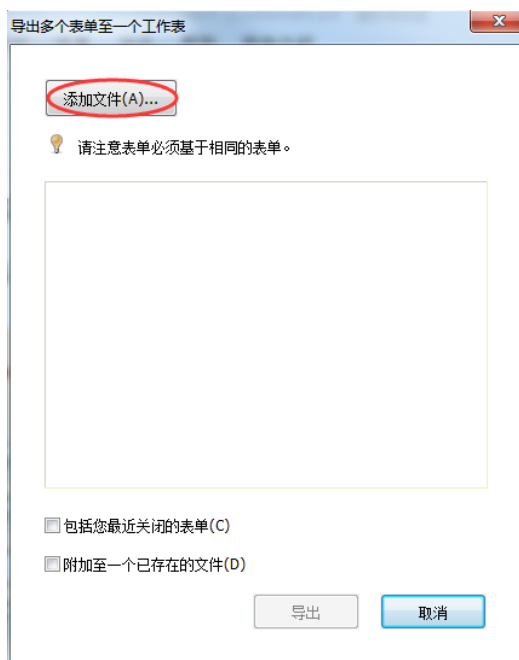 导出多个表单至一个工作表
添加文件(A)...
请注意表单必须基于相同的表单。
包括您最近关闭的表单(C)
附加至一个已存在的文件(D)
导出
取消